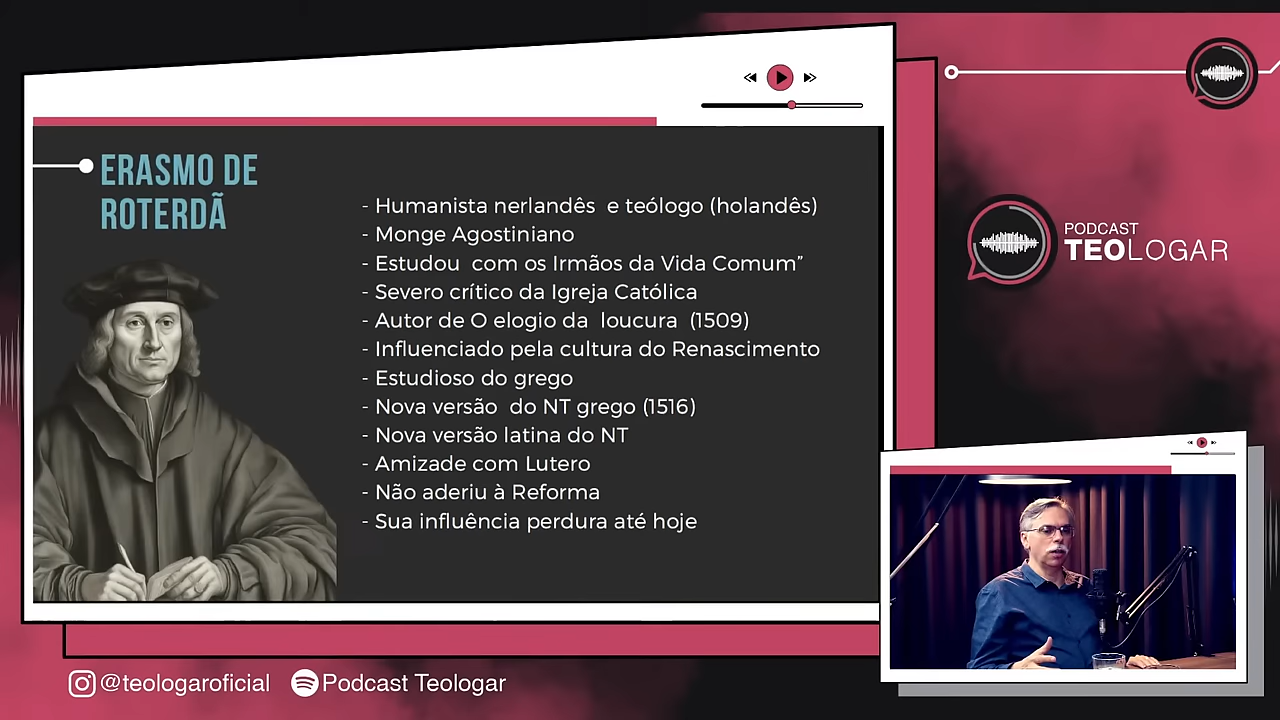 ERASMO DE
ROTERDÃ
- Humanista nerlandês  e teólogo (holandês)
- Monge Agostiniano
- Estudou  com os Irmãos da Vida Comum”
- Severo crítico da Igreja Católica
- Autor de O elogio da  loucura  (1509)
- Influenciado pela cultura do Renascimento
- Estudioso do grego
- Nova versão  do NT grego (1516)
- Nova versão latina do NT
- Amizade com Lutero
- Não aderiu à Reforma
- Sua influência perdura até hoje
PODCAST
TEOLOGAR
@teologaroficial
Podcast Teologar